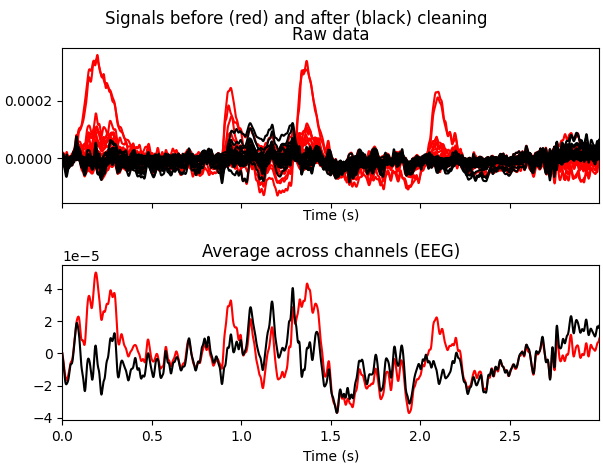 Signals before (red) and after (black) cleaning
Raw data
0.0002
0.0000
Time (s)
Average across channels (EEG)
1e−5
4
2
0
−2
−4
0.0 0.5 1.0 1.5 2.0 2.5
Time (s)